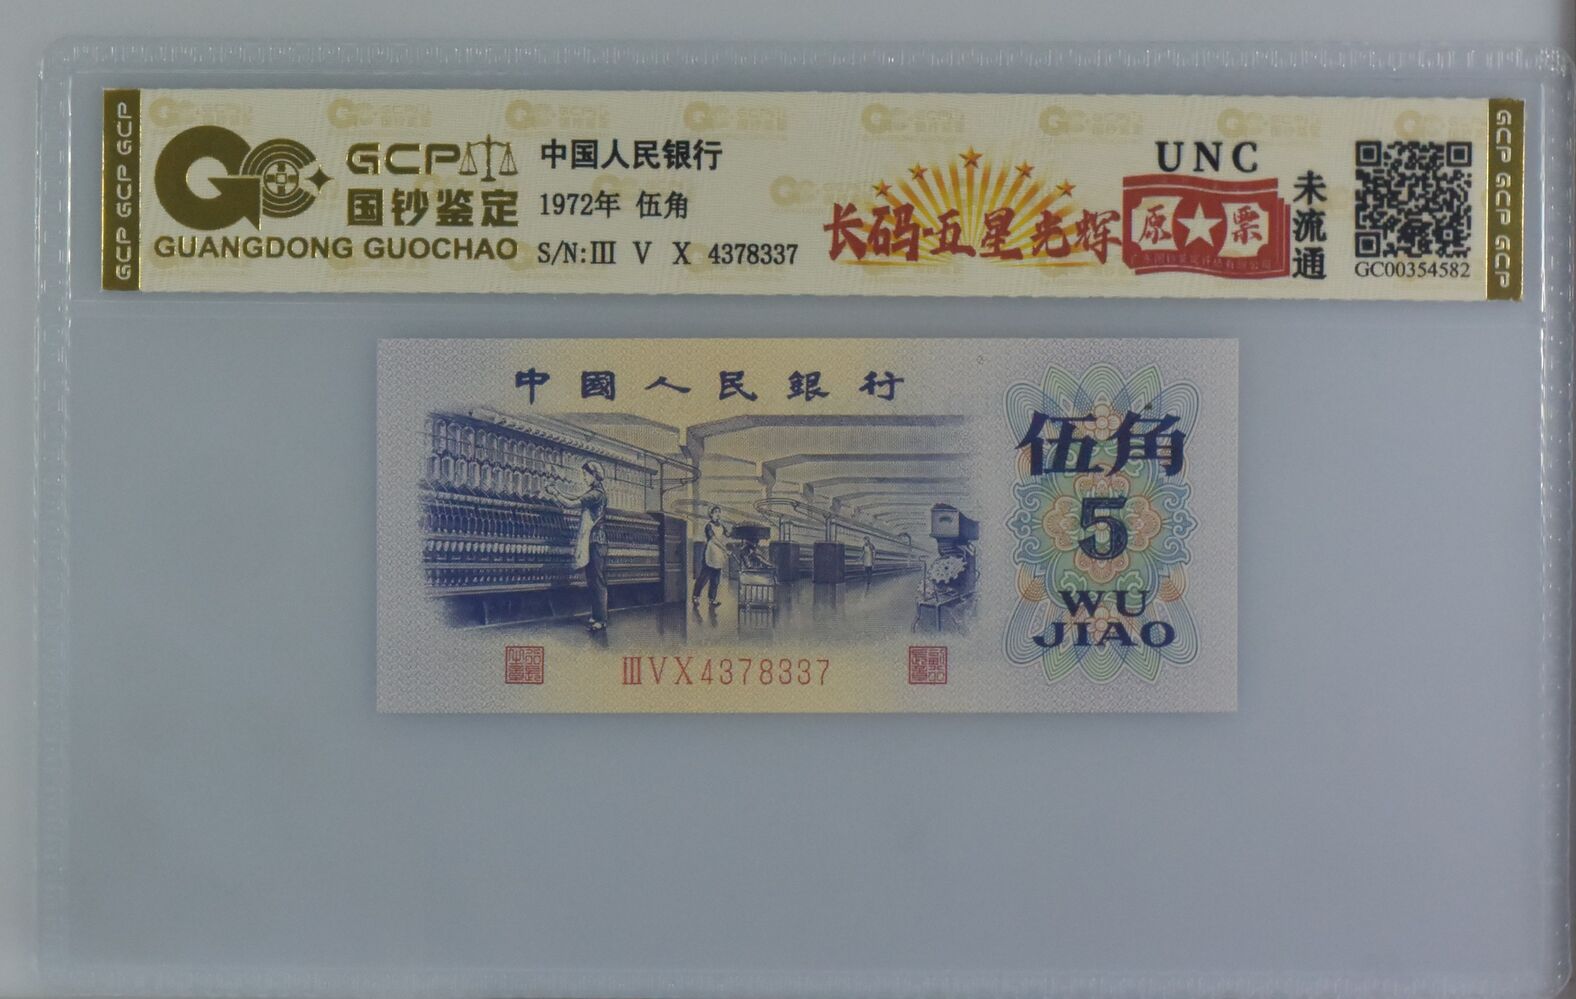 GCP GCP GCP
GCP
国钞鉴定
GUANGDONG GUOCHAO
中国人民银行
1972年 伍角
S/N:Ⅲ V X 4378337
长码-五星光辉
原★票
UNC
未流通
GC00354582
GCP GCP GCP
中國人民銀行
伍角
5
WU
JIAO
ⅢVX4378337